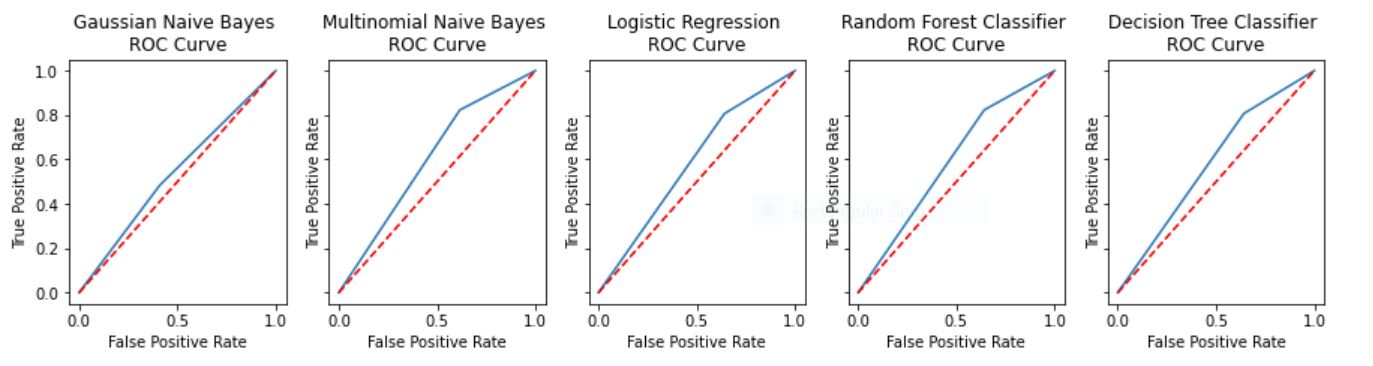 Gaussian Naive Bayes
ROC Curve
True Positive Rate
1.0
0.8
0.6
0.4
0.2
0.0
0.0 0.5 1.0
False Positive Rate
Multinomial Naive Bayes
ROC Curve
True Positive Rate
0.0 0.5 1.0
False Positive Rate
Logistic Regression
ROC Curve
True Positive Rate
0.0 0.5 1.0
False Positive Rate
Random Forest Classifier
ROC Curve
True Positive Rate
0.0 0.5 1.0
False Positive Rate
Decision Tree Classifier
ROC Curve
True Positive Rate
0.0 0.5 1.0
False Positive Rate
Rectangular